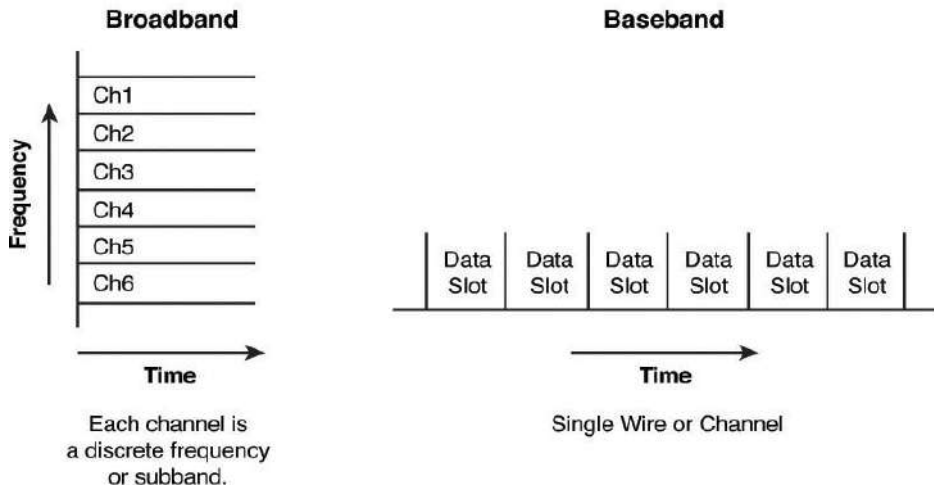 Broadband
Frequency
Ch1
Ch2
Ch3
Ch4
Ch5
Ch6
Time
Each channel is
a discrete frequency
or subband.
Baseband
Data
Slot
Data
Slot
Data
Slot
Data
Slot
Data
Slot
Data
Slot
Time
Single Wire or Channel